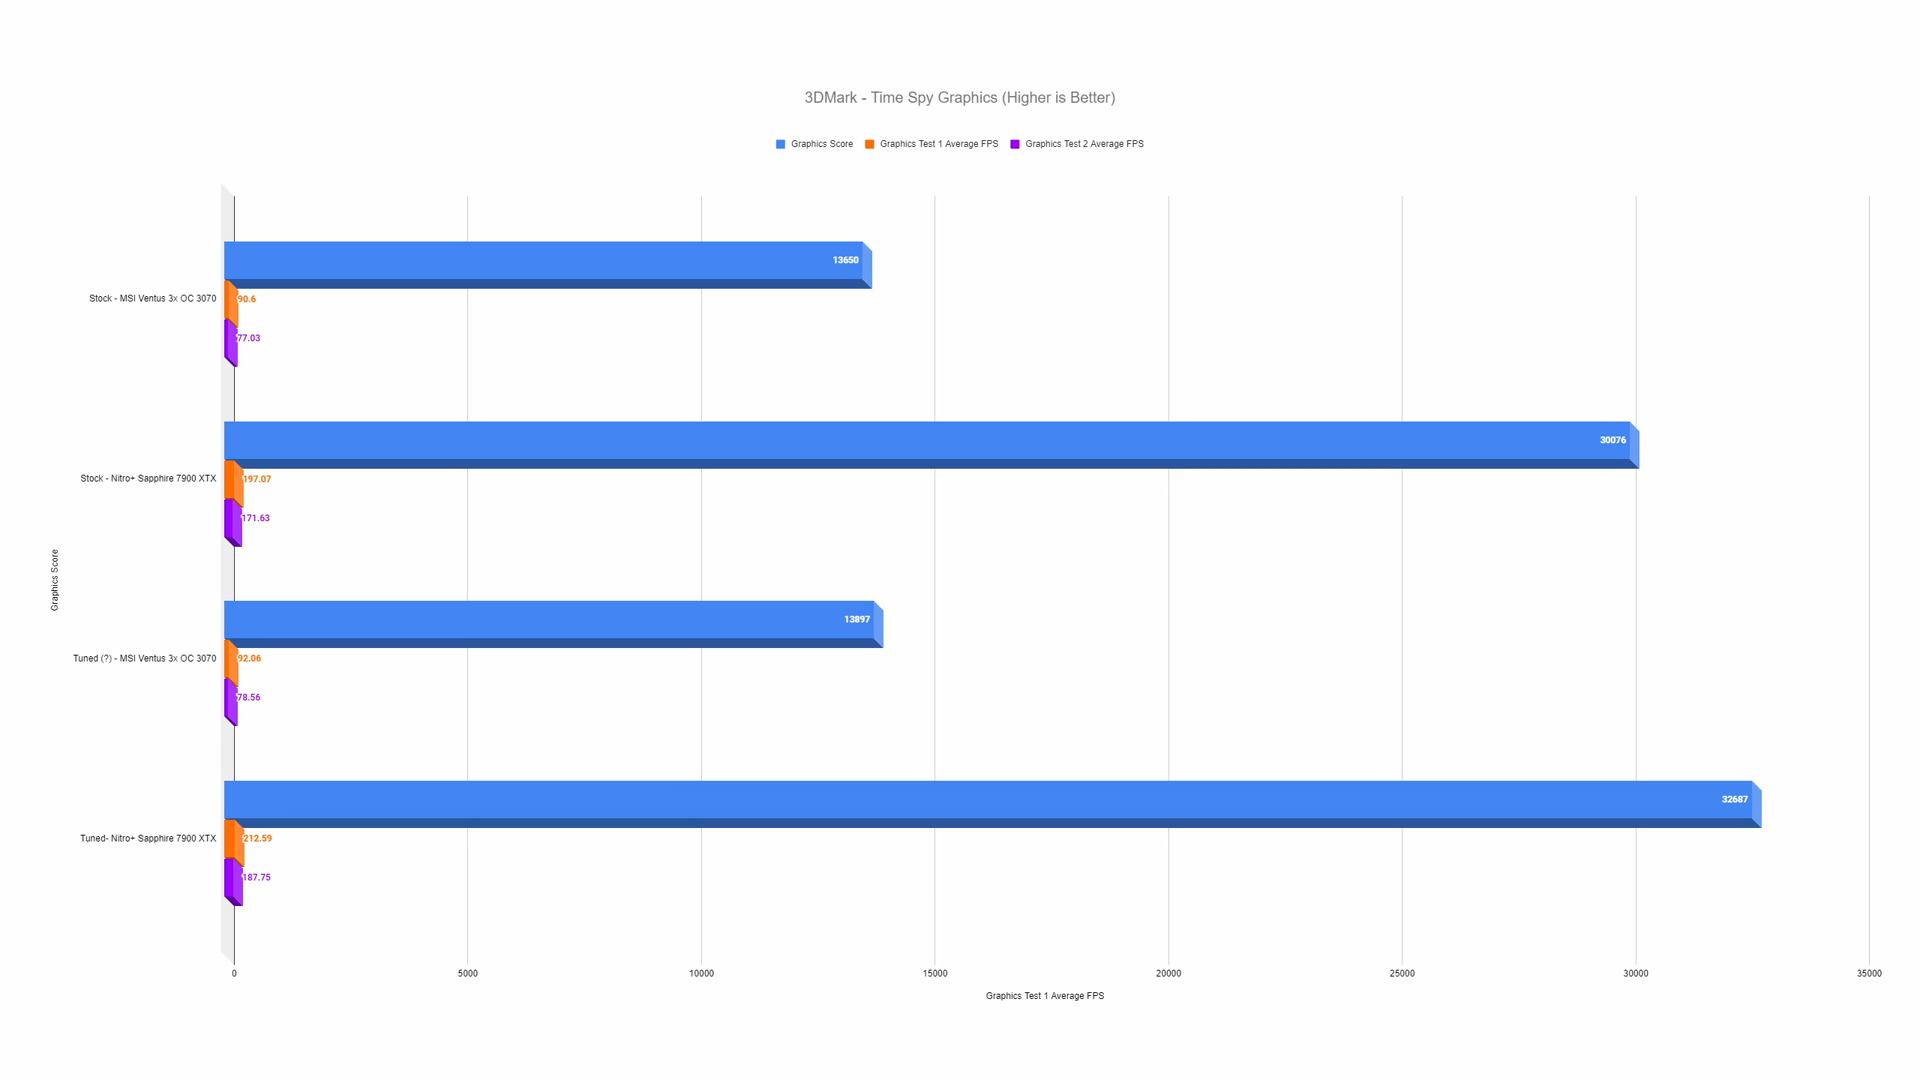 3DMark - Time Spy Graphics (Higher is Better)
Graphics Score
Graphics Test 1 Average FPS
Graphics Test 2 Average FPS
13650
Stock - MSI Ventus 3x OC 3070
90.6
77.03
30076
Stock - Nitro+ Sapphire 7900 XTX
197.07
171.63
Graphics Score
13897
Tuned (?) - MSI Ventus 3x OC 3070
92.06
78.56
32687
Tuned- Nitro+ Sapphire 7900 XTX
212.59
187.75
0 5000 10000 15000 20000 25000 30000 35000
Graphics Test 1 Average FPS